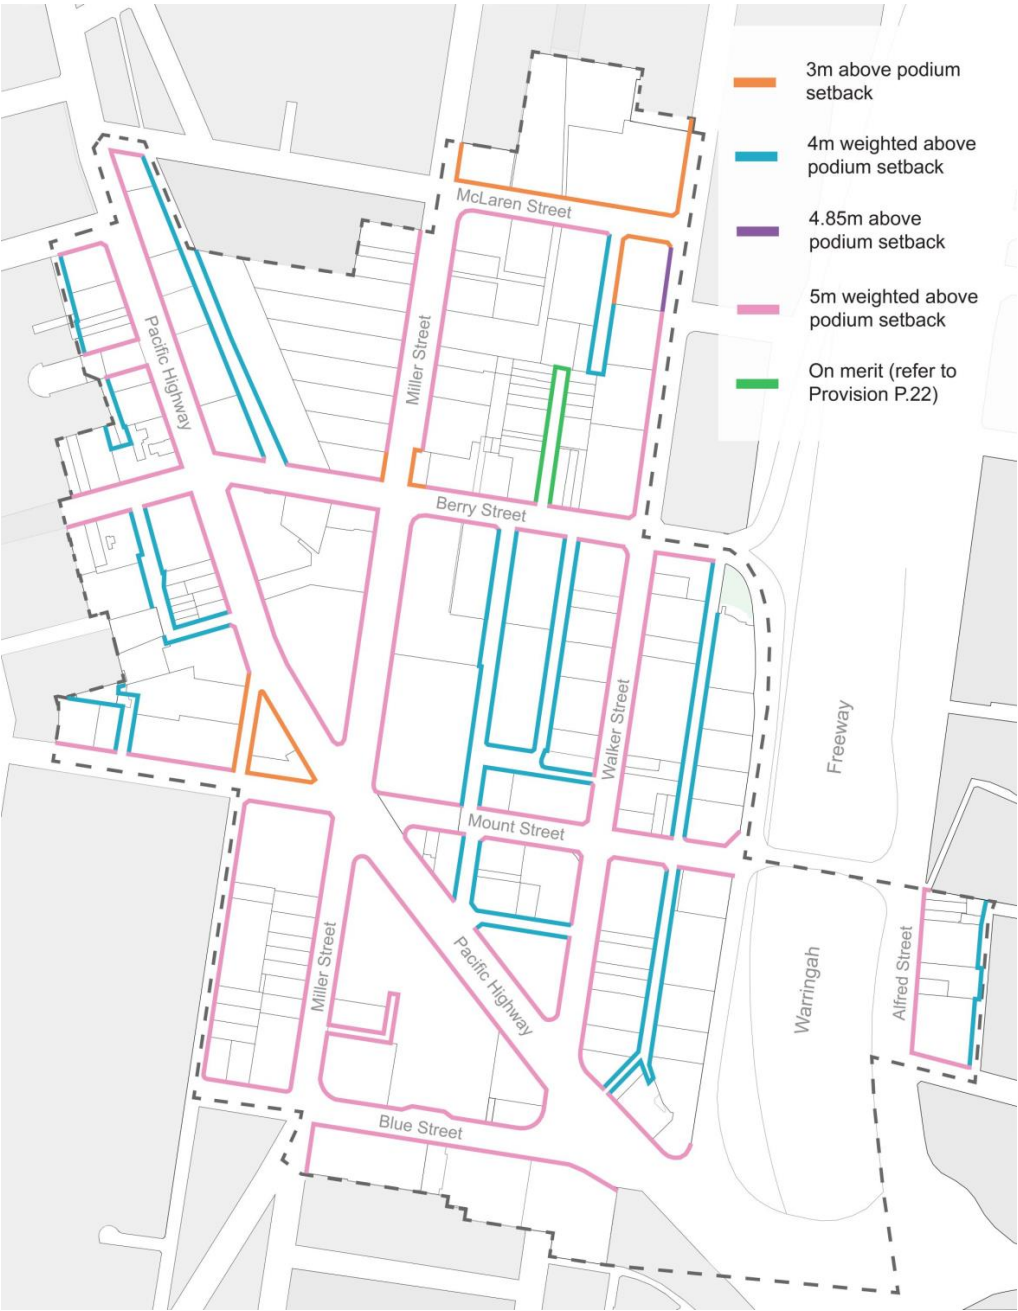 3m above podium
setback
4m weighted above
podium setback
4.85m above
podium setback
5m weighted above
podium setback
On merit (refer to
Provision P.22)
McLaren Street
Pacific Highway
Miller Street
Berry Street
Walker Street
Freeway
Mount Street
Miller Street
Pacific Highway
Warringah
Alfred Street
Blue Street